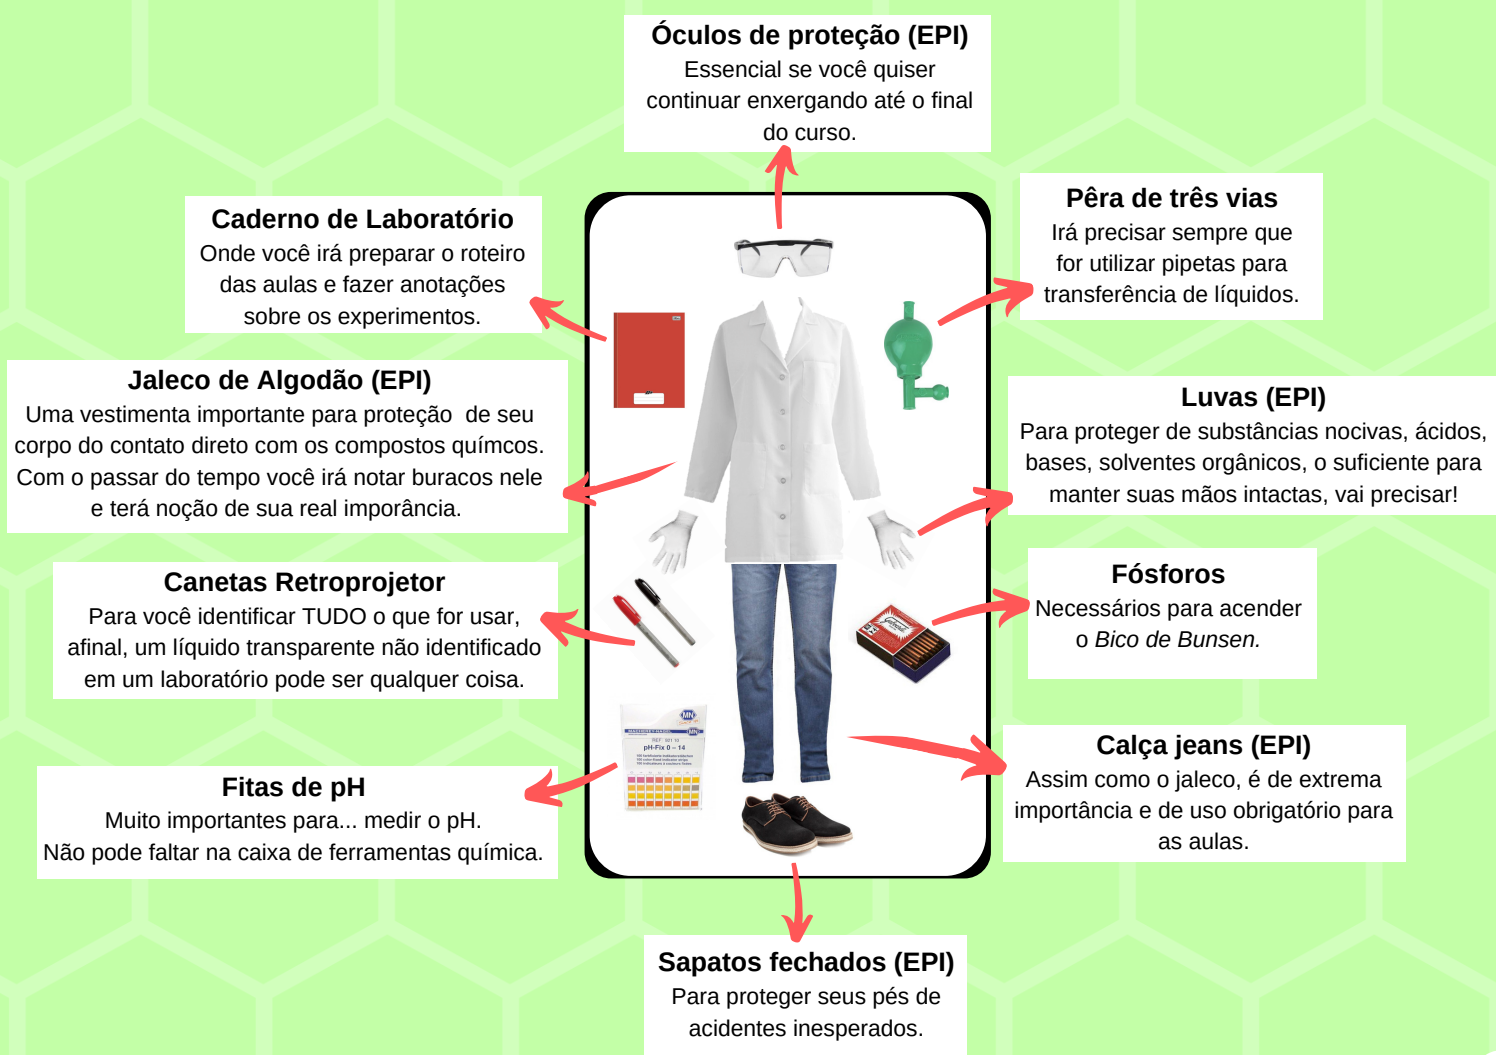 Óculos de proteção (EPI)
Essencial se você quiser
continuar enxergando até o final
do curso.
Caderno de Laboratório
Onde você irá preparar o roteiro
das aulas e fazer anotações
sobre os experimentos.
Pêra de três vias
Irá precisar sempre que
for utilizar pipetas para
transferência de líquidos.
Jaleco de Algodão (EPI)
Uma vestimenta importante para proteção  de seu
corpo do contato direto com os compostos químcos.
Com o passar do tempo você irá notar buracos nele
e terá noção de sua real imporância.
Luvas (EPI)
Para proteger de substâncias nocivas, ácidos,
bases, solventes orgânicos, o suficiente para
manter suas mãos intactas, vai precisar!
Canetas Retroprojetor
Para você identificar TUDO o que for usar,
afinal, um líquido transparente não identificado
em um laboratório pode ser qualquer coisa.
Fósforos
Necessários para acender
o Bico de Bunsen.
MN
MACHEREY-NAGEL
MN
pH-Fix 0 – 14
Fitas de pH
Muito importantes para... medir o pH.
Não pode faltar na caixa de ferramentas química.
Calça jeans (EPI)
Assim como o jaleco, é de extrema
importância e de uso obrigatório para
as aulas.
Sapatos fechados (EPI)
Para proteger seus pés de
acidentes inesperados.